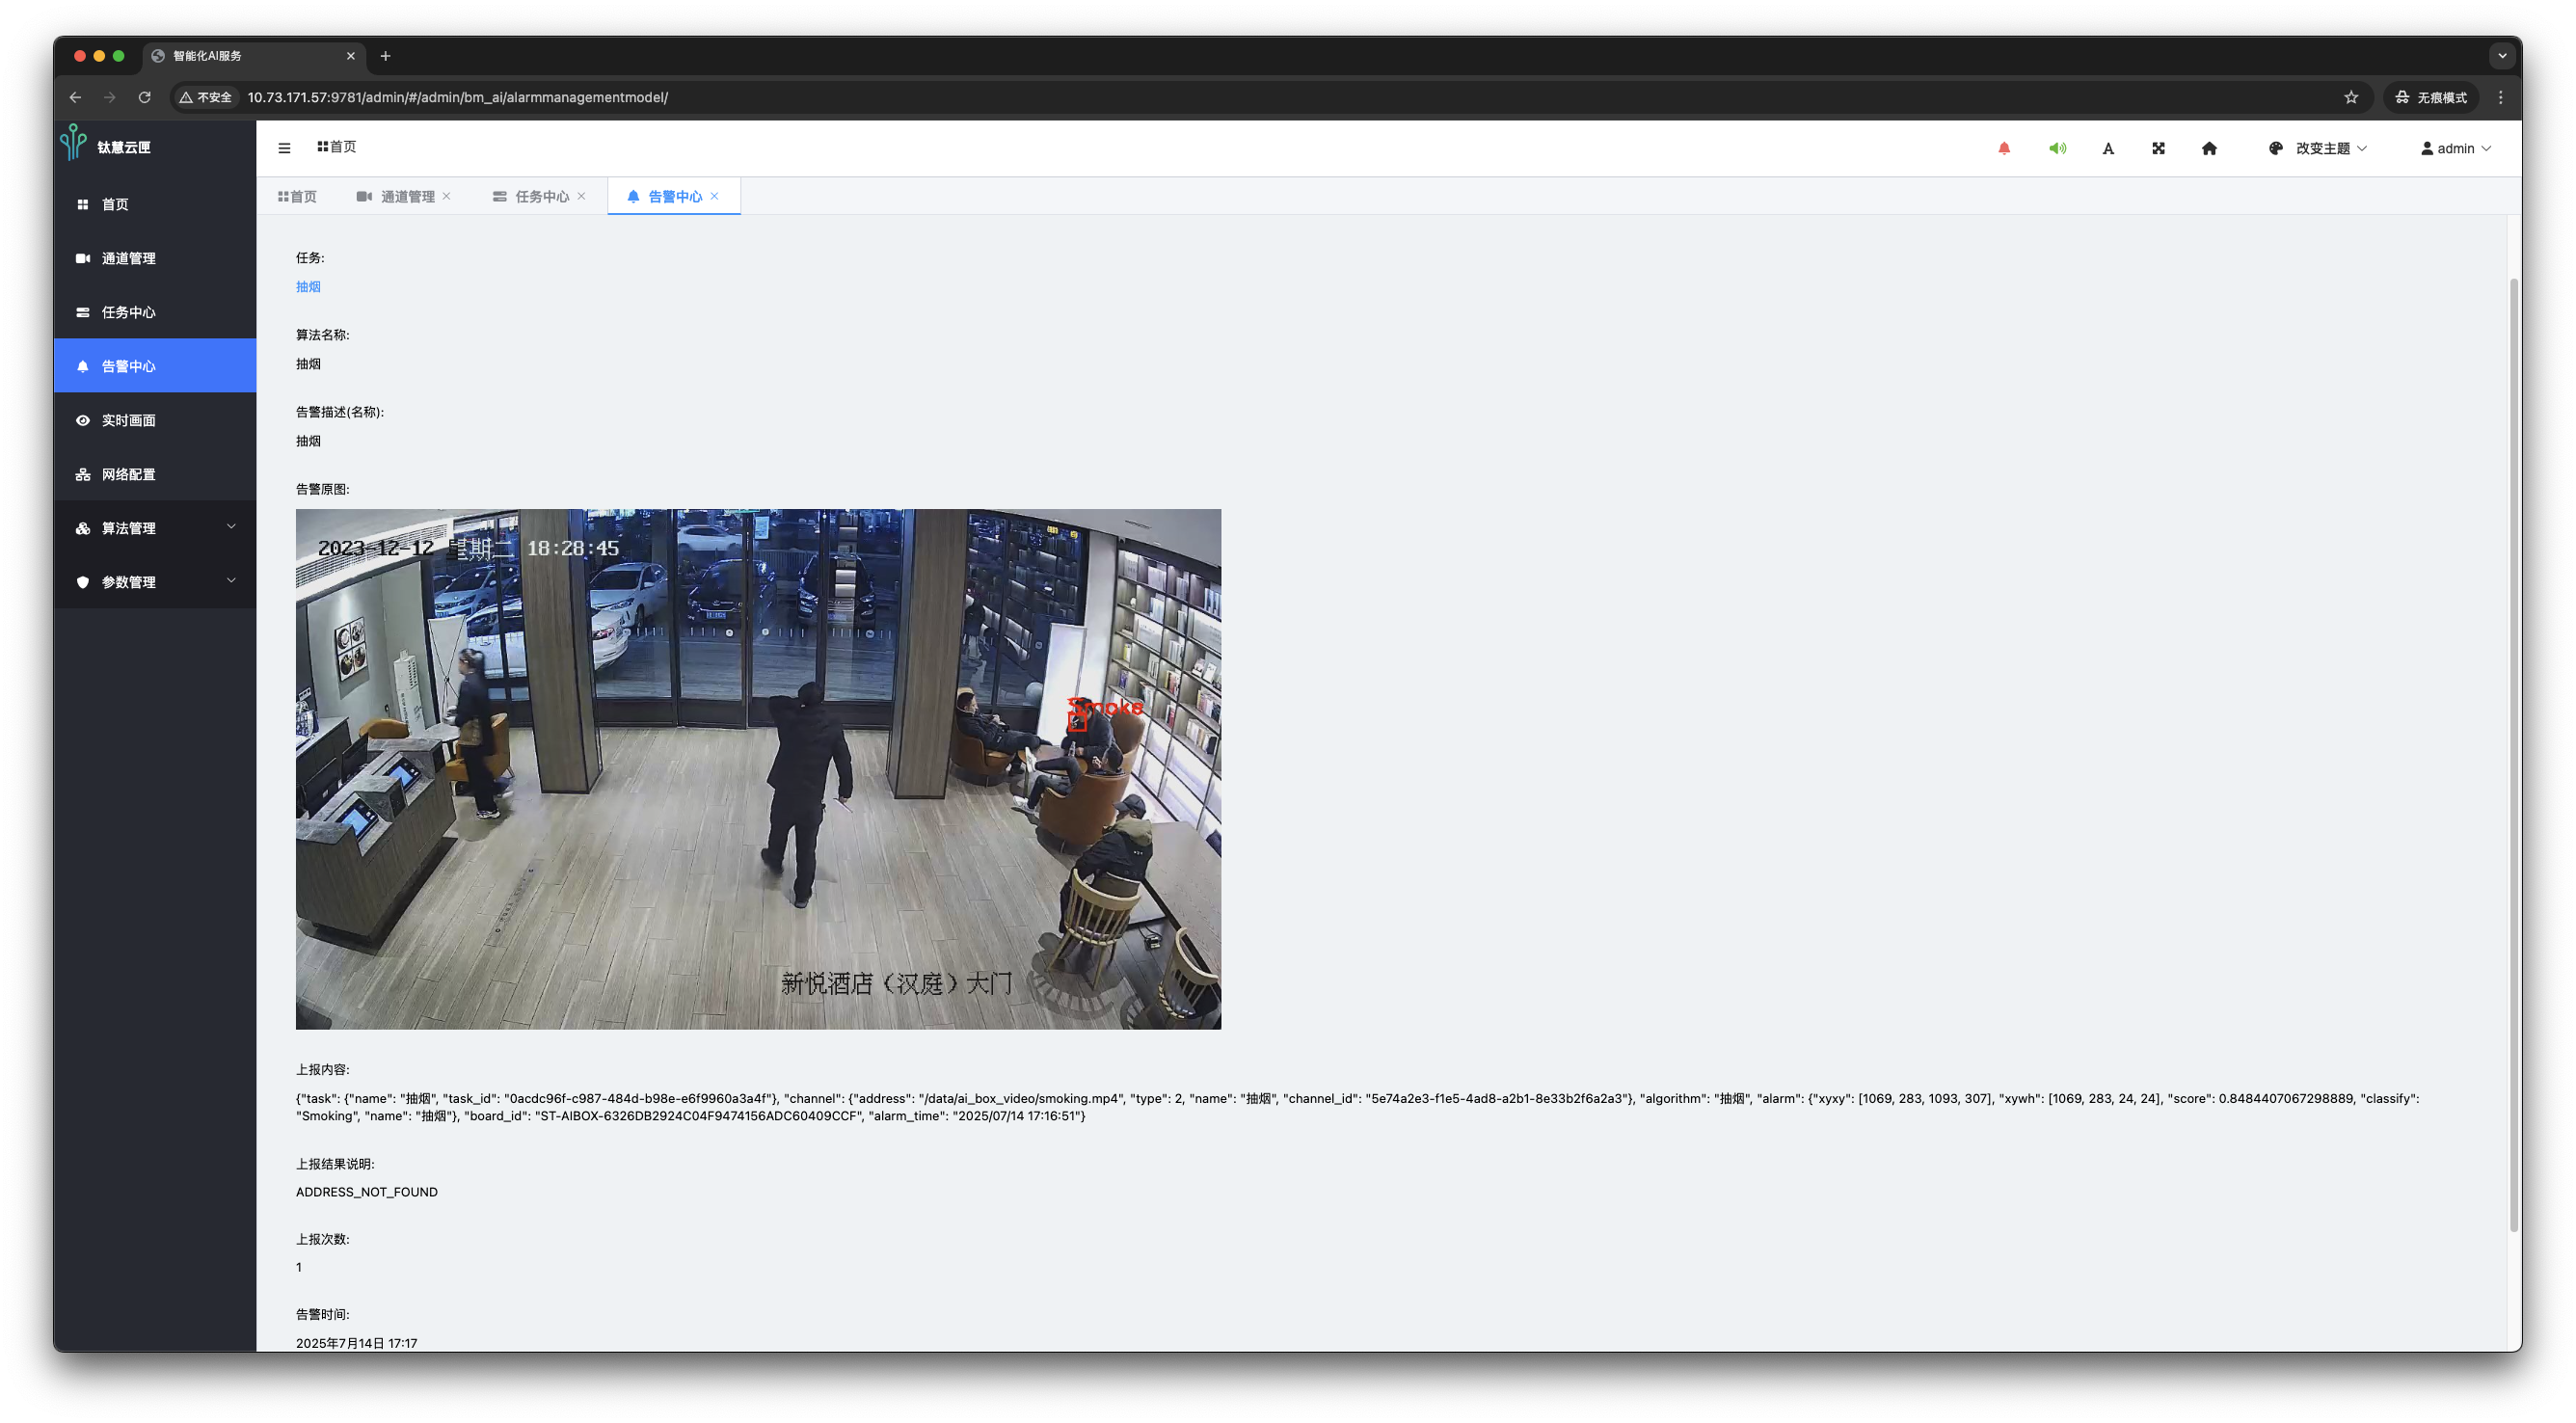 智能化AI服务
不安全 10.73.171.57:9781/admin/#/admin/bm_ai/alarmmanagementmodel/
无痕模式
钛慧云匣
首页
改变主题
admin
首页
通道管理
任务中心
告警中心
首页
通道管理
任务中心
告警中心
实时画面
网络配置
算法管理
参数管理
任务:
抽烟
算法名称:
抽烟
告警描述(名称):
抽烟
告警原图:
2023-12-12 星期二 18:28:45
Smoke
新悦酒店（汉庭）大门
上报内容:
{"task": {"name": "抽烟", "task_id": "0acdc96f-c987-484d-b98e-e6f9960a3a4f"}, "channel": {"address": "/data/ai_box_video/smoking.mp4", "type": 2, "name": "抽烟", "channel_id": "5e74a2e3-f1e5-4ad8-a2b1-8e33b2f6a2a3"}, "algorithm": "抽烟", "alarm": {"xyxy": [1069, 283, 1093, 307], "xywh": [1069, 283, 24, 24], "score": 0.8484407067298889, "classify":
"Smoking", "name": "抽烟"}, "board_id": "ST-AIBOX-6326DB2924C04F9474156ADC60409CCF", "alarm_time": "2025/07/14 17:16:51"}
上报结果说明:
ADDRESS_NOT_FOUND
上报次数:
1
告警时间:
2025年7月14日 17:17